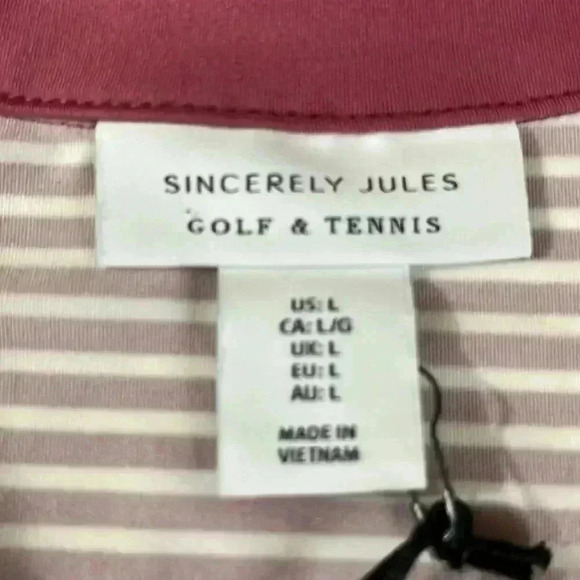 SINCERELY JULES
GOLF & TENNIS
US: L
CA: L/G
UK: L
EU: L
AU: L
MADE IN
VIETNAM